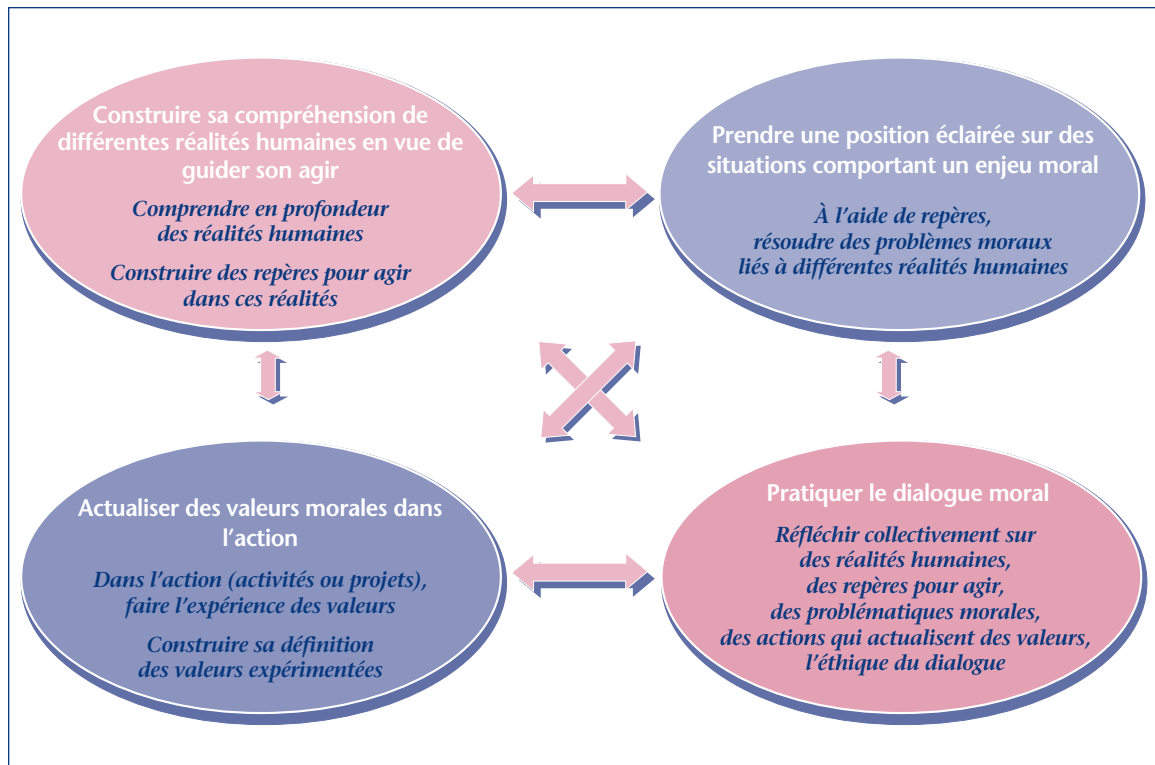 Construire sa compréhension de
différentes réalités humaines en vue de
guider son agir
Comprendre en profondeur
des réalités humaines
Construire des repères pour agir
dans ces réalités
Prendre une position éclairée sur des
situations comportant un enjeu moral
À l'aide de repères,
résoudre des problèmes moraux
liés à différentes réalités humaines
Actualiser des valeurs morales dans
l'action
Dans l'action (activités ou projets),
faire l'expérience des valeurs
Construire sa définition
des valeurs expérimentées
Pratiquer le dialogue moral
Réfléchir collectivement sur
des réalités humaines,
des repères pour agir,
des problématiques morales,
des actions qui actualisent des valeurs,
l'éthique du dialogue